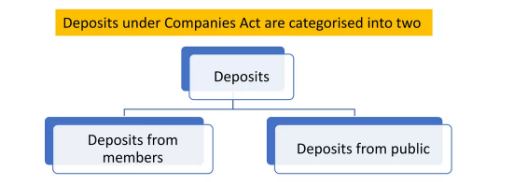 Deposits under Companies Act are categorised into two
Deposits
Deposits from
members
Deposits from public